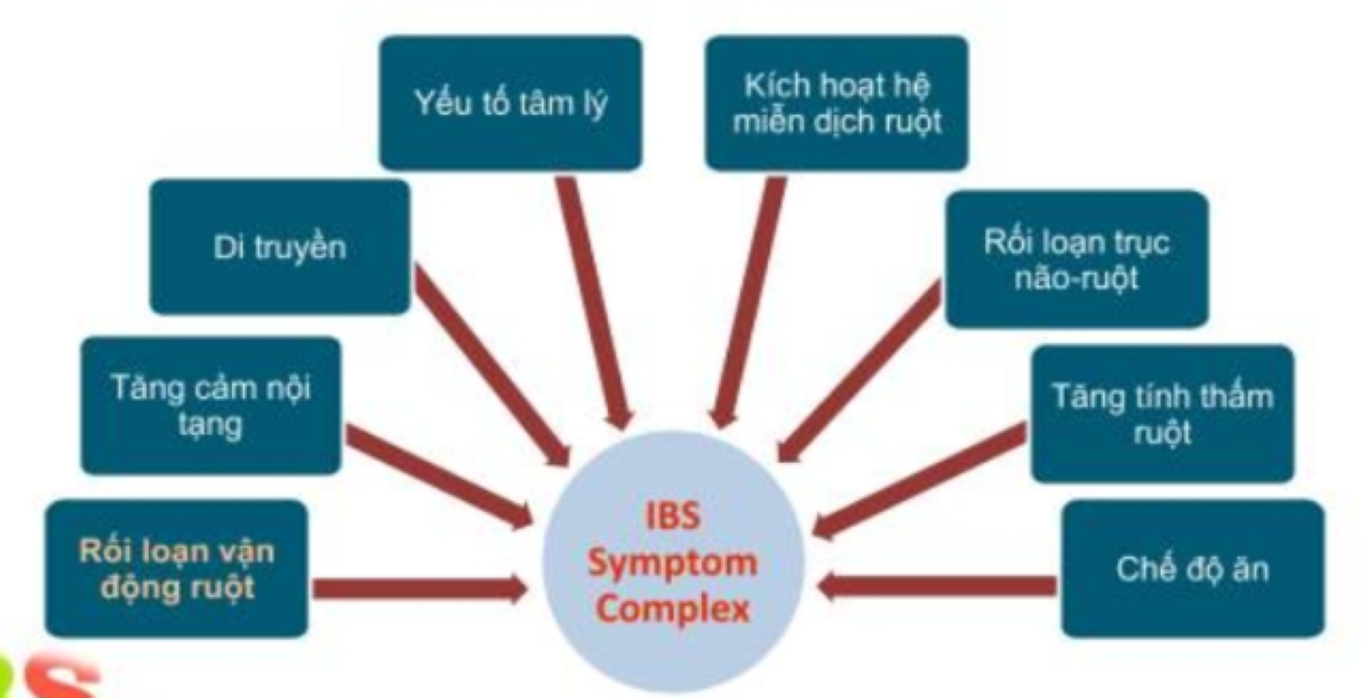 Yếu tố tâm lý
Kích hoạt hệ
miễn dịch ruột
Di truyền
Rối loạn trục
não-ruột
Tăng cảm nội
tạng
Tăng tính thấm
ruột
Rối loạn vận
động ruột
IBS
Symptom
Complex
Chế độ ăn